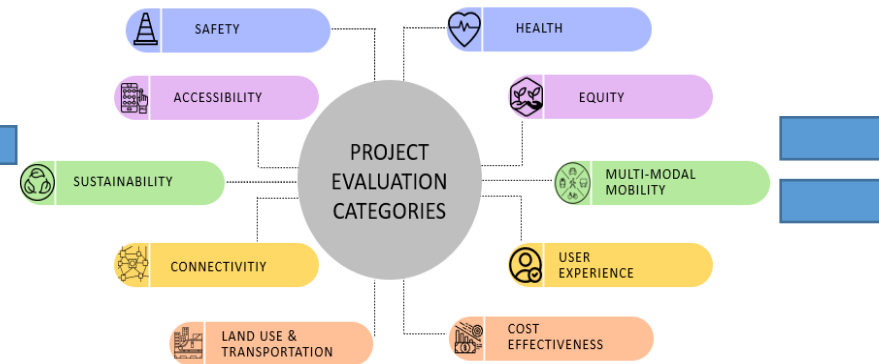 SAFETY
HEALTH
ACCESSIBILITY
EQUITY
PROJECT
EVALUATION
CATEGORIES
SUSTAINABILITY
MULTI-MODAL
MOBILITY
CONNECTIVITIY
USER
EXPERIENCE
LAND USE &
TRANSPORTATION
COST
EFFECTIVENESS